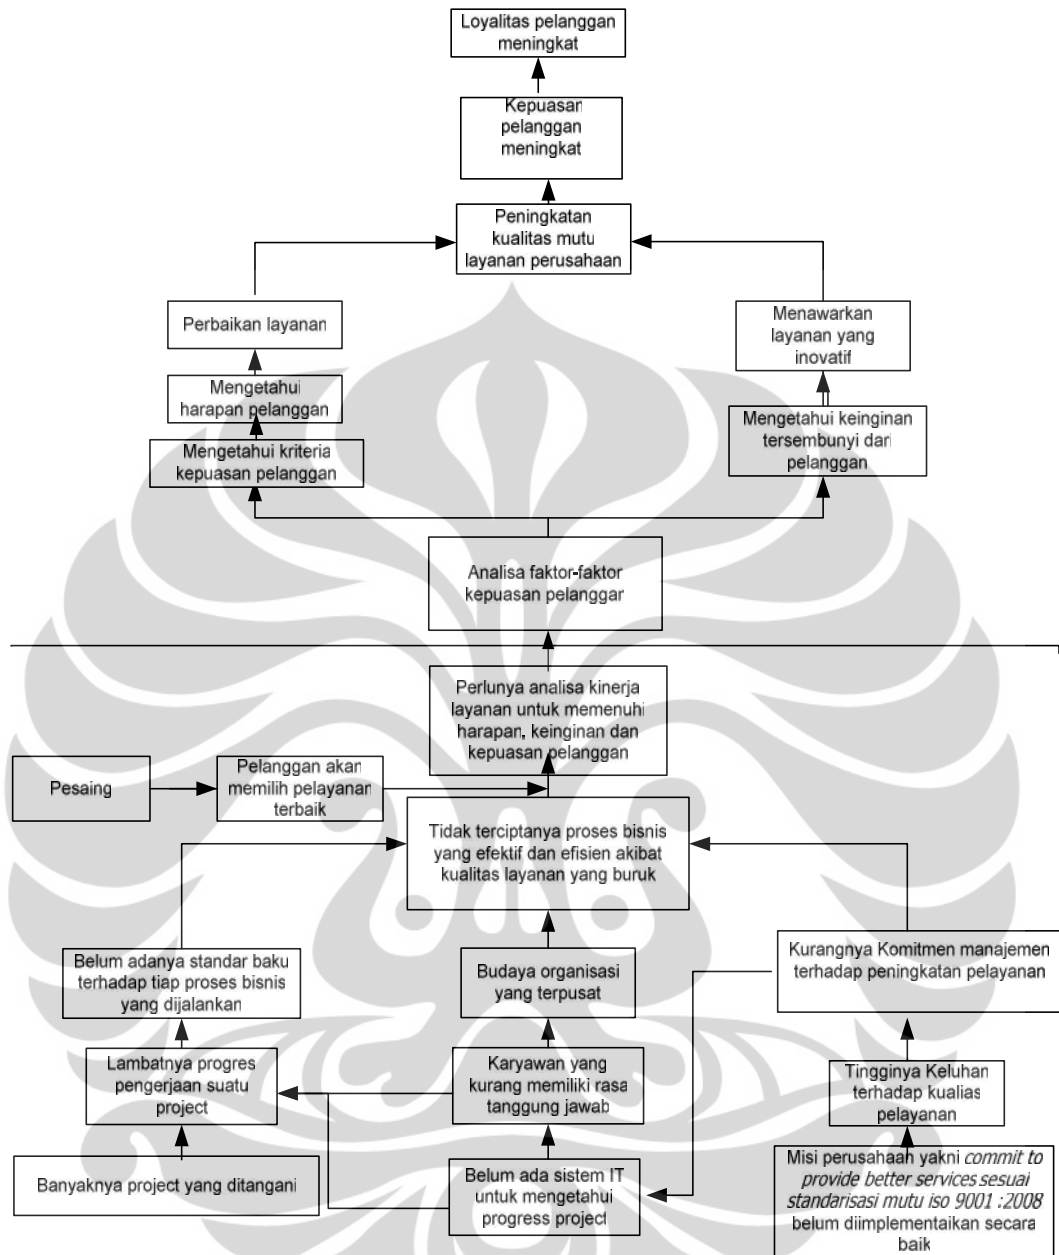 Loyalitas pelanggan
meningkat
Kepuasan
pelanggan
meningkat
Peningkatan
kualitas mutu
layanan perusahaan
Perbaikan layanan
Menawarkan
layanan yang
inovatif
Mengetahui
harapan pelanggan
Mengetahui keinginan
tersembunyi dari
pelanggan
Mengetahui kriteria
kepuasan pelanggan
Analisa faktor-faktor
kepuasan pelanggar
Perlunya analisa kinerja
layanan untuk memenuhi
harapan, keinginan dan
kepuasan pelanggan
Pesaing
Pelanggan akan
memilih pelayanan
terbaik
Tidak terciptanya proses bisnis
yang efektif dan efisien akibat
kualitas layanan yang buruk
Belum adanya standar baku
terhadap tiap proses bisnis
yang dijalankan
Budaya organisasi
yang terpusat
Kurangnya Komitmen manajemen
terhadap peningkatan pelayanan
Lambatnya progres
pengerjaan suatu
project
Karyawan yang
kurang memiliki rasa
tanggung jawab
Tingginya Keluhan
terhadap kualias
pelayanan
Banyaknya project yang ditangani
Belum ada sistem IT
untuk mengetahui
progress project
Misi perusahaan yakni commit to
provide better services sesuai
standarisasi mutu iso 9001 :2008
belum diimplementaikan secara
baik